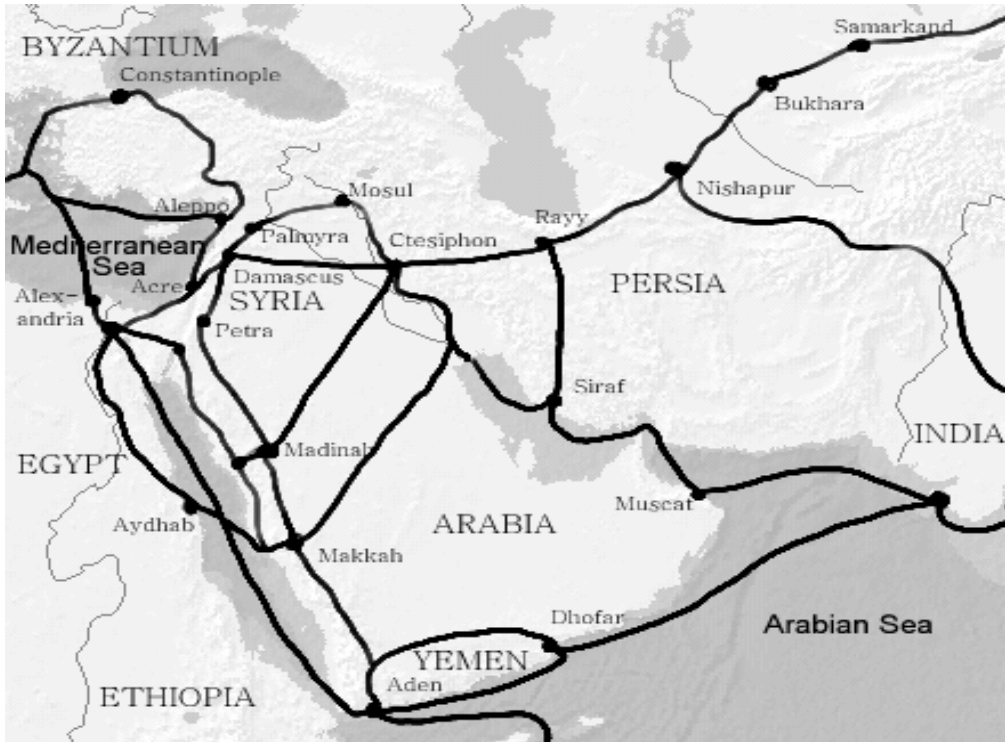 Samarkand
BYZANTIUM
Constantinople
Bukhara
Nishapur
Mosul
Aleppo
Palmyra
Rayy
Ctesiphon
Mediterranean
Sea
Damascus
Acre
SYRIA
PERSIA
Alex-
andria
Petra
Siraf
INDIA
Madinah
EGYPT
Muscat
Aydhab
ARABIA
Makkah
Dhofar
Arabian Sea
YEMEN
Aden
ETHIOPIA